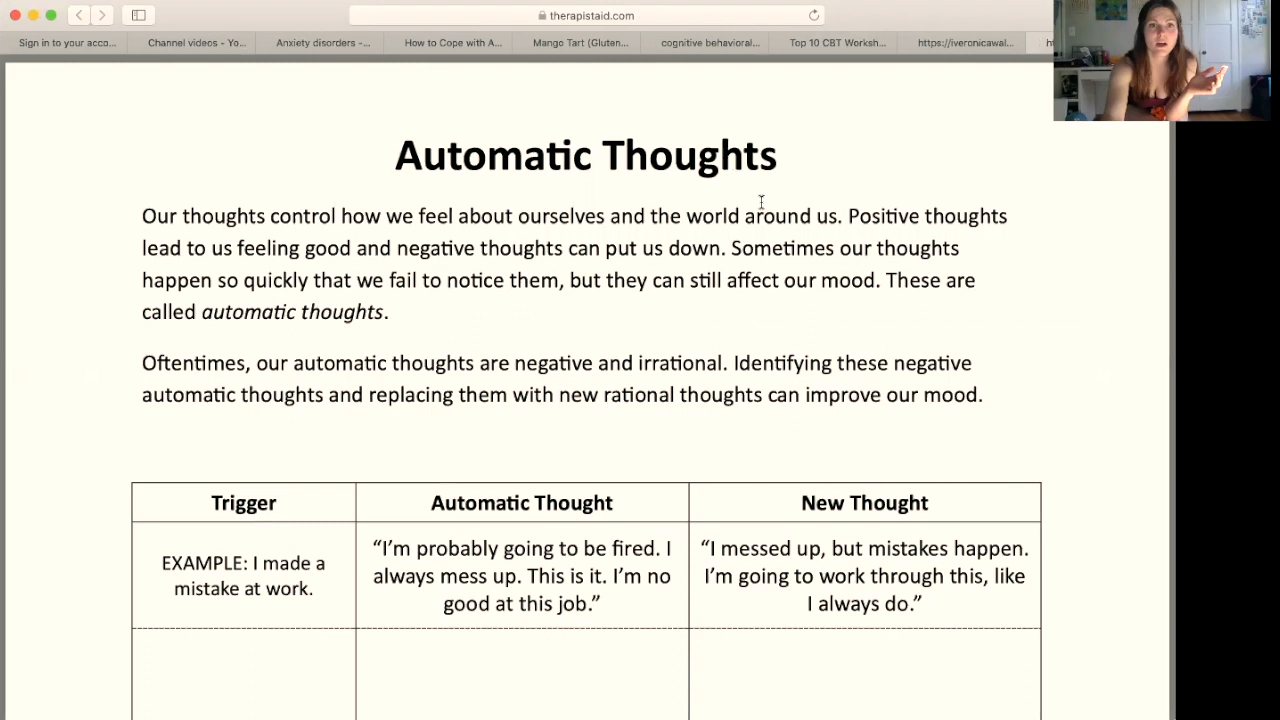 therapistaid.com
Sign in to your acco...
Channel videos - Yo...
Anxiety disorders -...
How to Cope with A...
Mango Tart (Gluten...
cognitive behavioral...
Top 10 CBT Worksh...
https://iveronicawal...
Automatic Thoughts
Our thoughts control how we feel about ourselves and the world around us. Positive thoughts
lead to us feeling good and negative thoughts can put us down. Sometimes our thoughts
happen so quickly that we fail to notice them, but they can still affect our mood. These are
called automatic thoughts.
Oftentimes, our automatic thoughts are negative and irrational. Identifying these negative
automatic thoughts and replacing them with new rational thoughts can improve our mood.
Trigger
Automatic Thought
New Thought
EXAMPLE: I made a
mistake at work.
“I’m probably going to be fired. I
always mess up. This is it. I’m no
good at this job.”
“I messed up, but mistakes happen.
I’m going to work through this, like
I always do.”